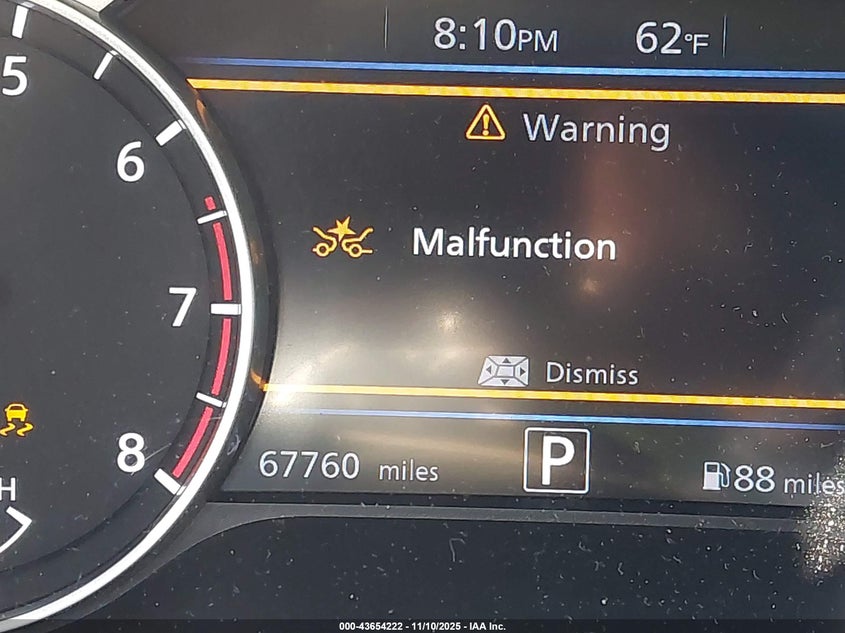 8:10PM 62°F
5
Warning
6
Malfunction
7
Dismiss
8
67760 miles P 88 miles
H
000-43654222 - 11/10/2025 - IAA Inc.